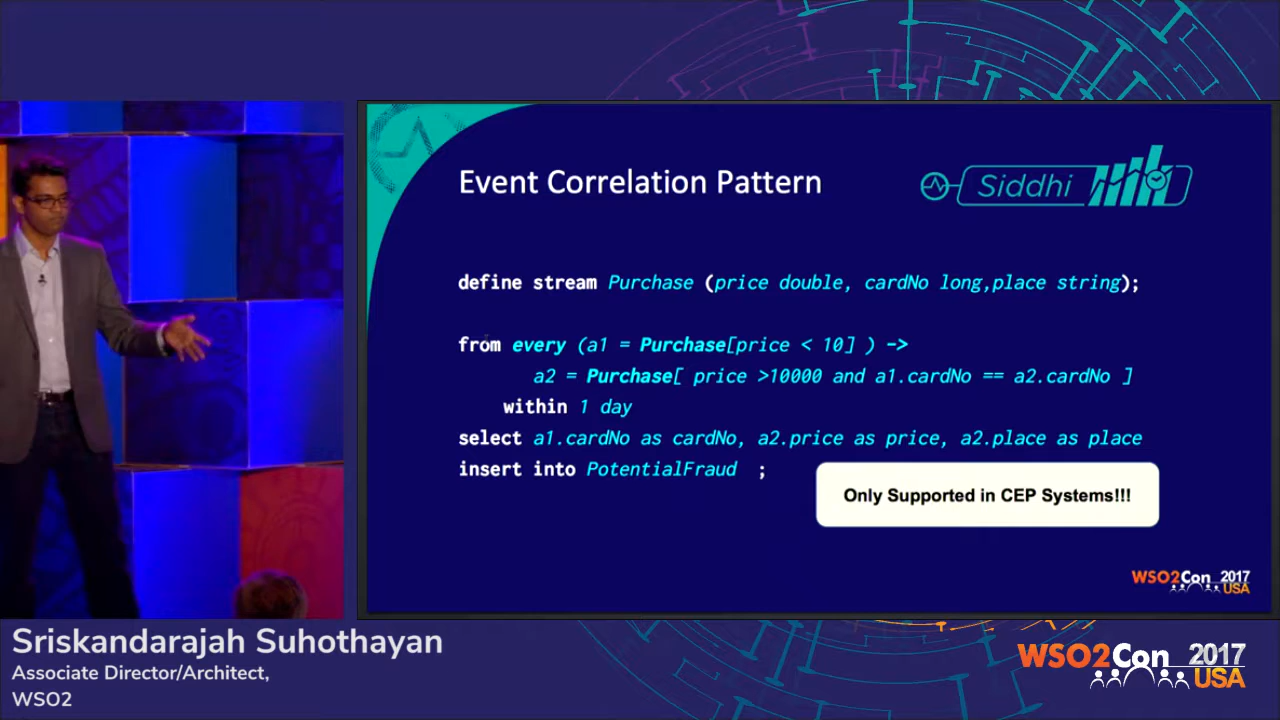 Event Correlation Pattern
Siddhi
define stream Purchase (price double, cardNo long,place string);
from every (a1 = Purchase[price < 10] ) ->
a2 = Purchase[ price >10000 and a1.cardNo == a2.cardNo ]
within 1 day
select a1.cardNo as cardNo, a2.price as price, a2.place as place
insert into PotentialFraud ;
Only Supported in CEP Systems!!!
WSO2Con 2017
USA
Sriskandarajah Suhothayan
Associate Director/Architect,
WSO2
WSO2Con 2017
USA